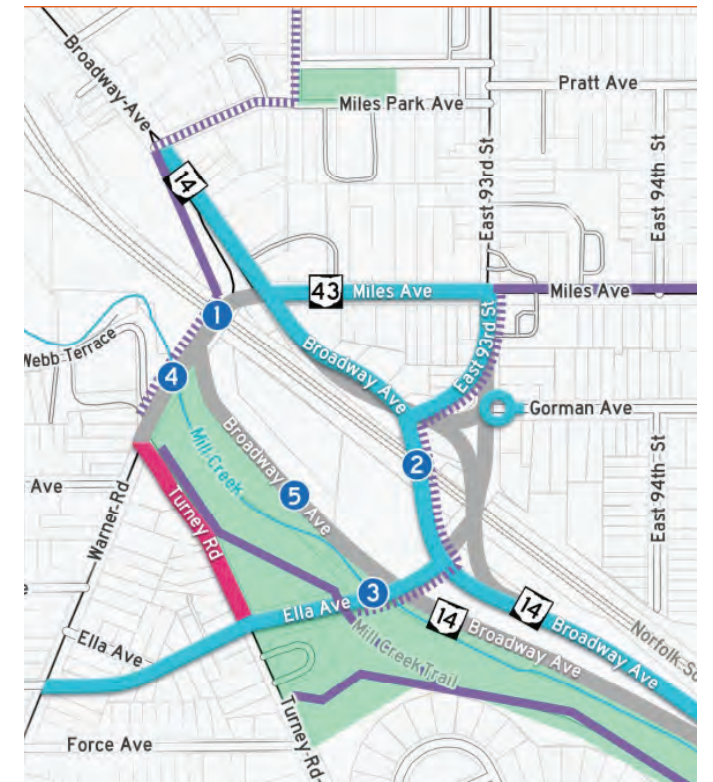 Broadway Ave
Pratt Ave
Miles Park Ave
East 93rd St
East 94th St
14
43
Miles Ave
Miles Ave
1
Webb Terrace
Broadway Ave
East 93rd St
4
Gorman Ave
Broadway Ave
Mill Creek
2
5
Ave
Warner Rd
Turney Rd
East 94th St
3
Ella Ave
14
14
Broadway Ave
Broadway Ave
Norfolk So
Ella Ave
Mill Creek Trail
Turney Rd
Force Ave